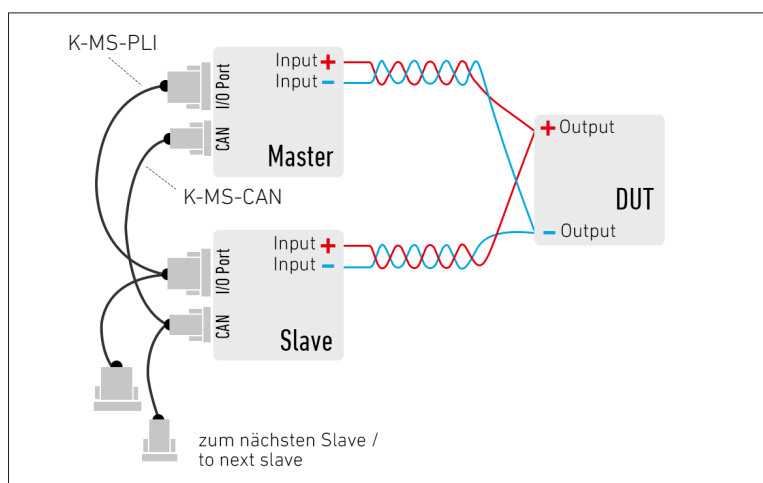 K-MS-PLI
I/O Port
CAN
Input +
Input −
Master
K-MS-CAN
+ Output
DUT
− Output
I/O Port
CAN
Input +
Input −
Slave
zum nächsten Slave /
to next slave